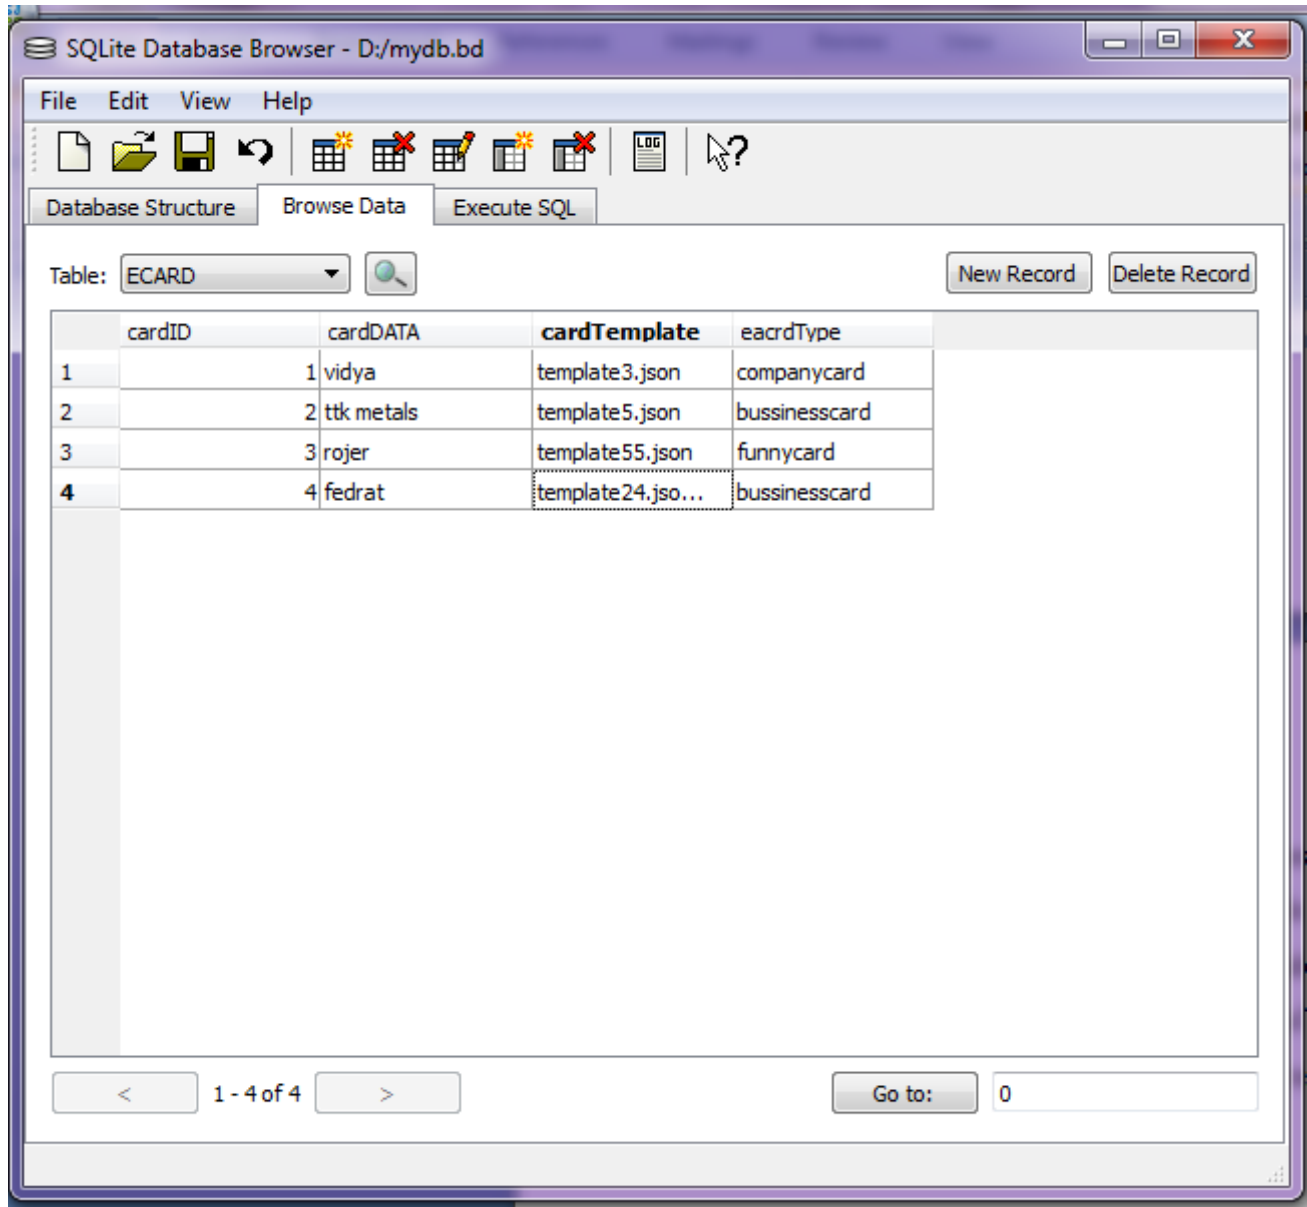 SQLite Database Browser - D:/mydb.bd
File Edit View Help
LOG
Database Structure Browse Data Execute SQL
Table: ECARD New Record Delete Record
cardID cardDATA cardTemplate eacrdType
1 1 vidya template3.json companycard
2 2 ttk metals template5.json bussinesscard
3 3 rojer template55.json funnycard
4 4 fedrat template24.jso... bussinesscard
< 1 - 4 of 4 > Go to: 0